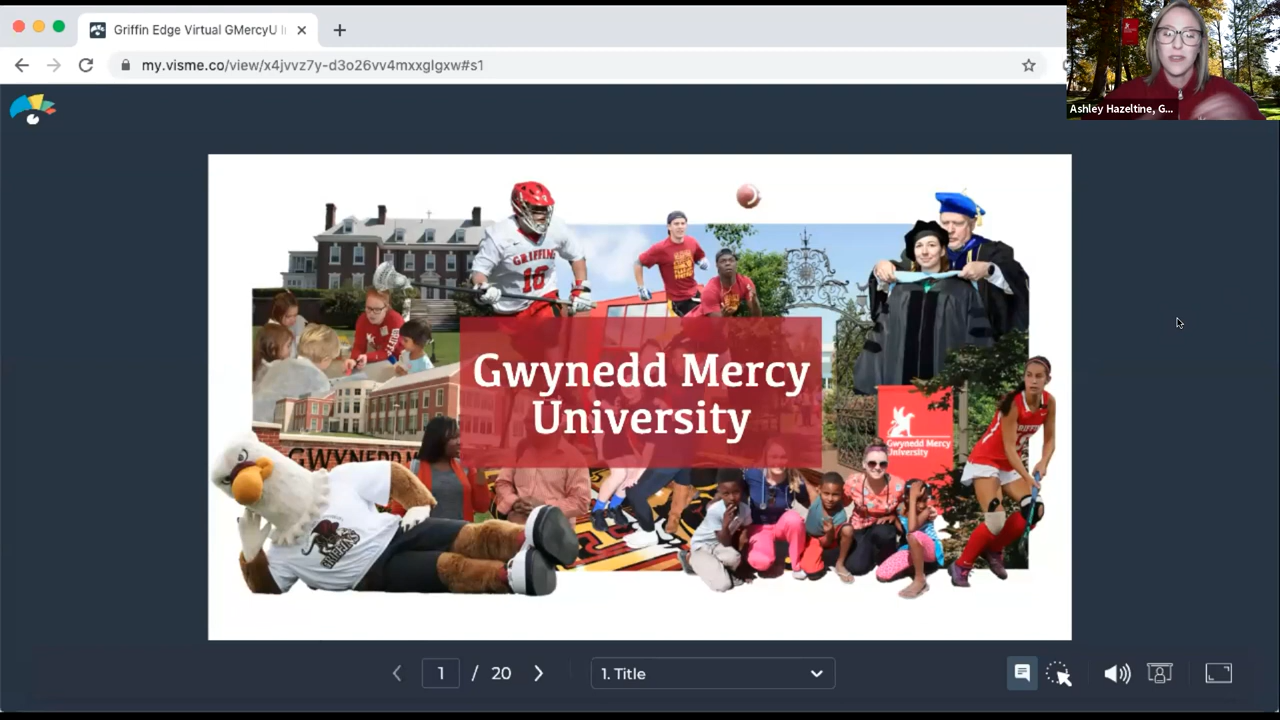 Griffin Edge Virtual GMercyU I
my.visme.co/view/x4jvvz7y-d3o26vv4mxxglgxw#s1
Ashley Hazeltine, G...
GRIFFINS
10
Gwynedd Mercy
University
Gwynedd Mercy
University
GWYNEDD M
GRIFFINS
1 / 20
1. Title